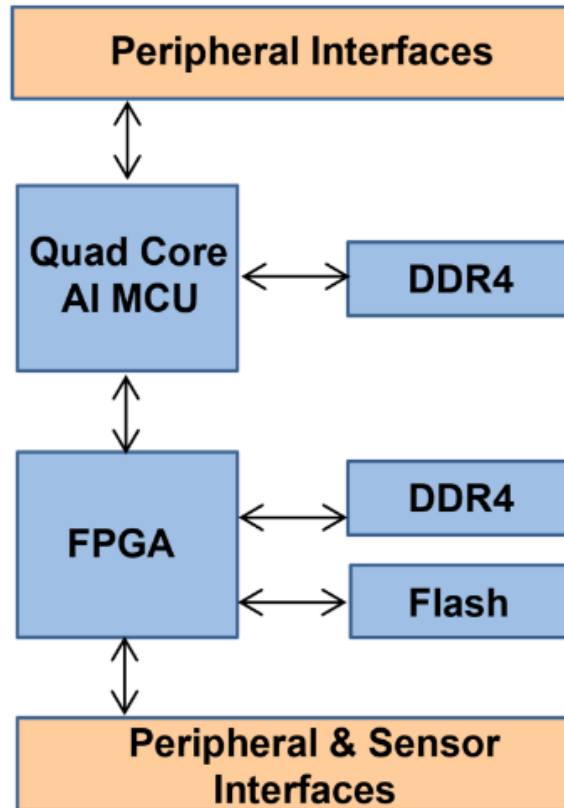 Peripheral Interfaces
Quad Core
AI MCU
DDR4
FPGA
DDR4
Flash
Peripheral & Sensor
Interfaces